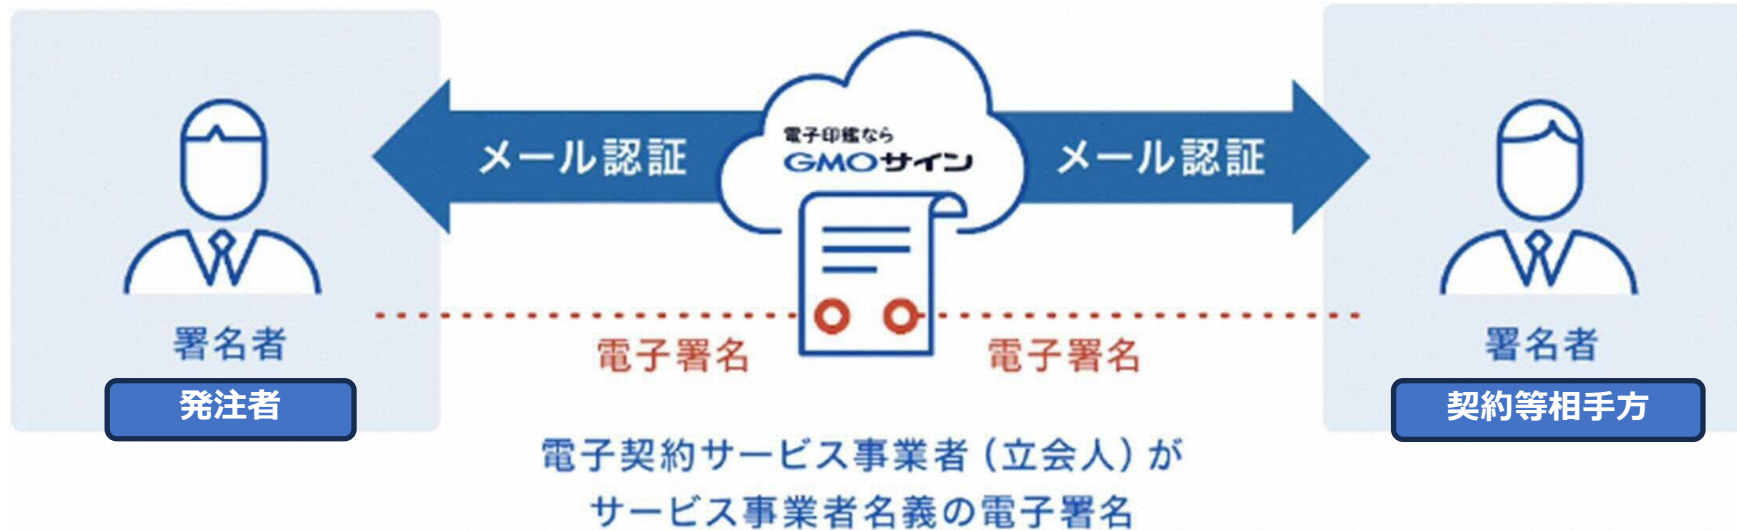 電子印鑑なら
GMOサイン
メール認証
メール認証
署名者
発注者
電子署名
電子署名
署名者
契約等相手方
電子契約サービス事業者（立会人）が
サービス事業者名義の電子署名